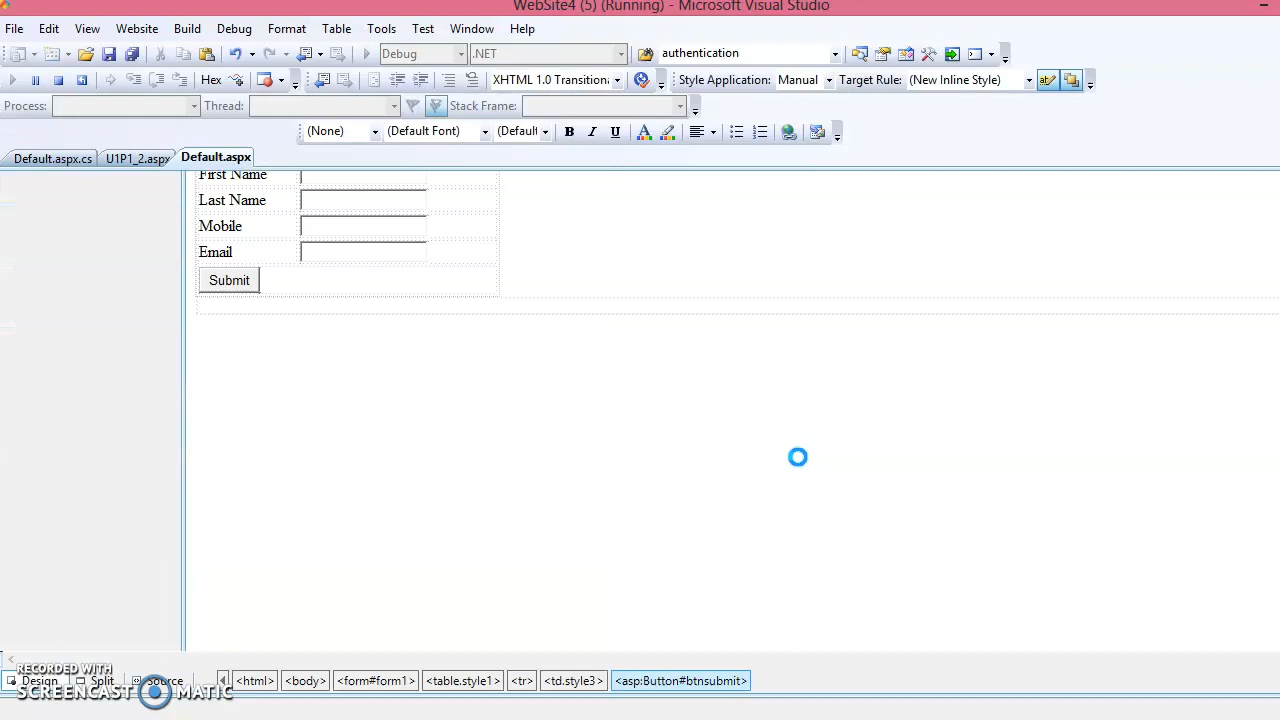 WebSite4 (5) (Running) - Microsoft Visual Studio
File Edit View Website Build Debug Format Table Tools Test Window Help
Debug .NET authentication
Hex XHTML 1.0 Transitiona Style Application: Manual Target Rule: (New Inline Style)
Process: Thread: Stack Frame:
(None) (Default Font) (Default B I U A
Default.aspx.cs U1P1_2.aspx Default.aspx
First Name
Last Name
Mobile
Email
Submit
RECORDED WITH
Design Split Source <html> <body> <form#form1> <table.style1> <tr> <td.style3> <asp:Button#btnsubmit>
SCREENCAST MATIC